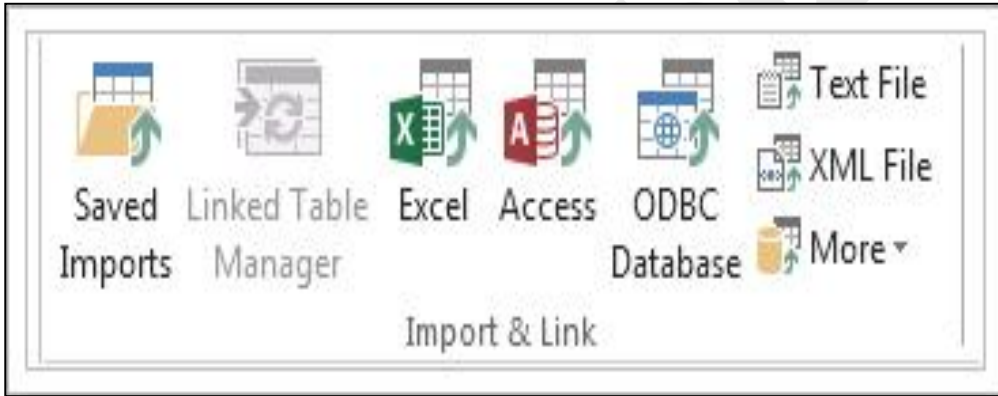 Saved
Imports
Linked Table
Manager
Excel
Access
ODBC
Database
Text File
XML File
More
Import & Link